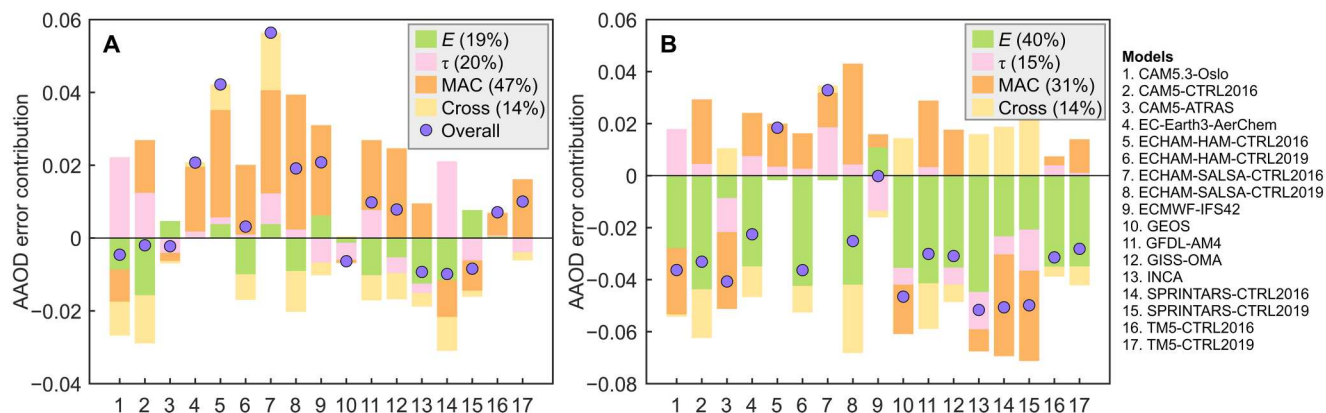 A
AAOD error contribution
0.06
0.04
0.02
0
−0.02
−0.04
E (19%)
τ (20%)
MAC (47%)
Cross (14%)
Overall
1 2 3 4 5 6 7 8 9 10 11 12 13 14 15 16 17
B
AAOD error contribution
0.06
0.04
0.02
0
−0.02
−0.04
−0.06
−0.08
E (40%)
τ (15%)
MAC (31%)
Cross (14%)
1 2 3 4 5 6 7 8 9 10 11 12 13 14 15 16 17
Models
1. CAM5.3-Oslo
2. CAM5-CTRL2016
3. CAM5-ATRAS
4. EC-Earth3-AerChem
5. ECHAM-HAM-CTRL2016
6. ECHAM-HAM-CTRL2019
7. ECHAM-SALSA-CTRL2016
8. ECHAM-SALSA-CTRL2019
9. ECMWF-IFS42
10. GEOS
11. GFDL-AM4
12. GISS-OMA
13. INCA
14. SPRINTARS-CTRL2016
15. SPRINTARS-CTRL2019
16. TM5-CTRL2016
17. TM5-CTRL2019